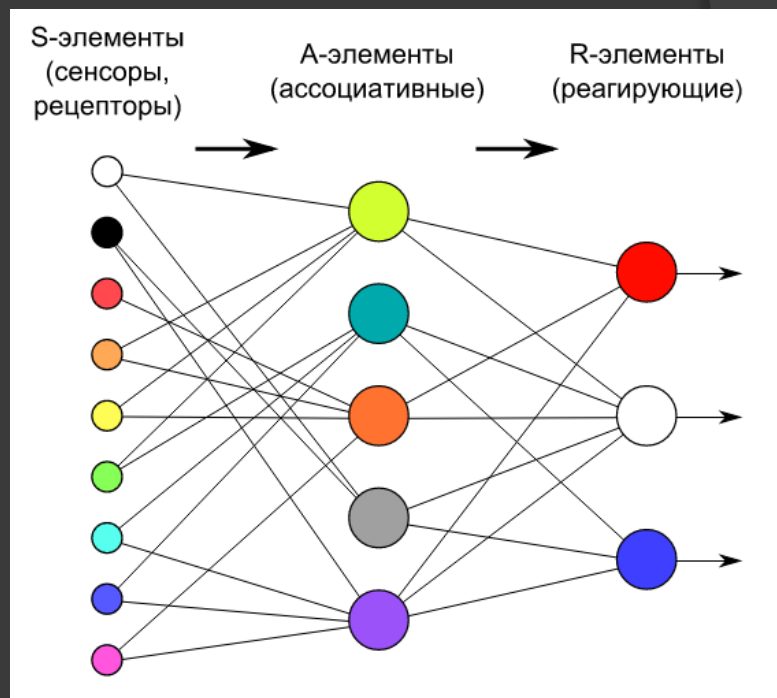 S-элементы
(сенсоры,
рецепторы)
А-элементы
(ассоциативные)
R-элементы
(реагирующие)